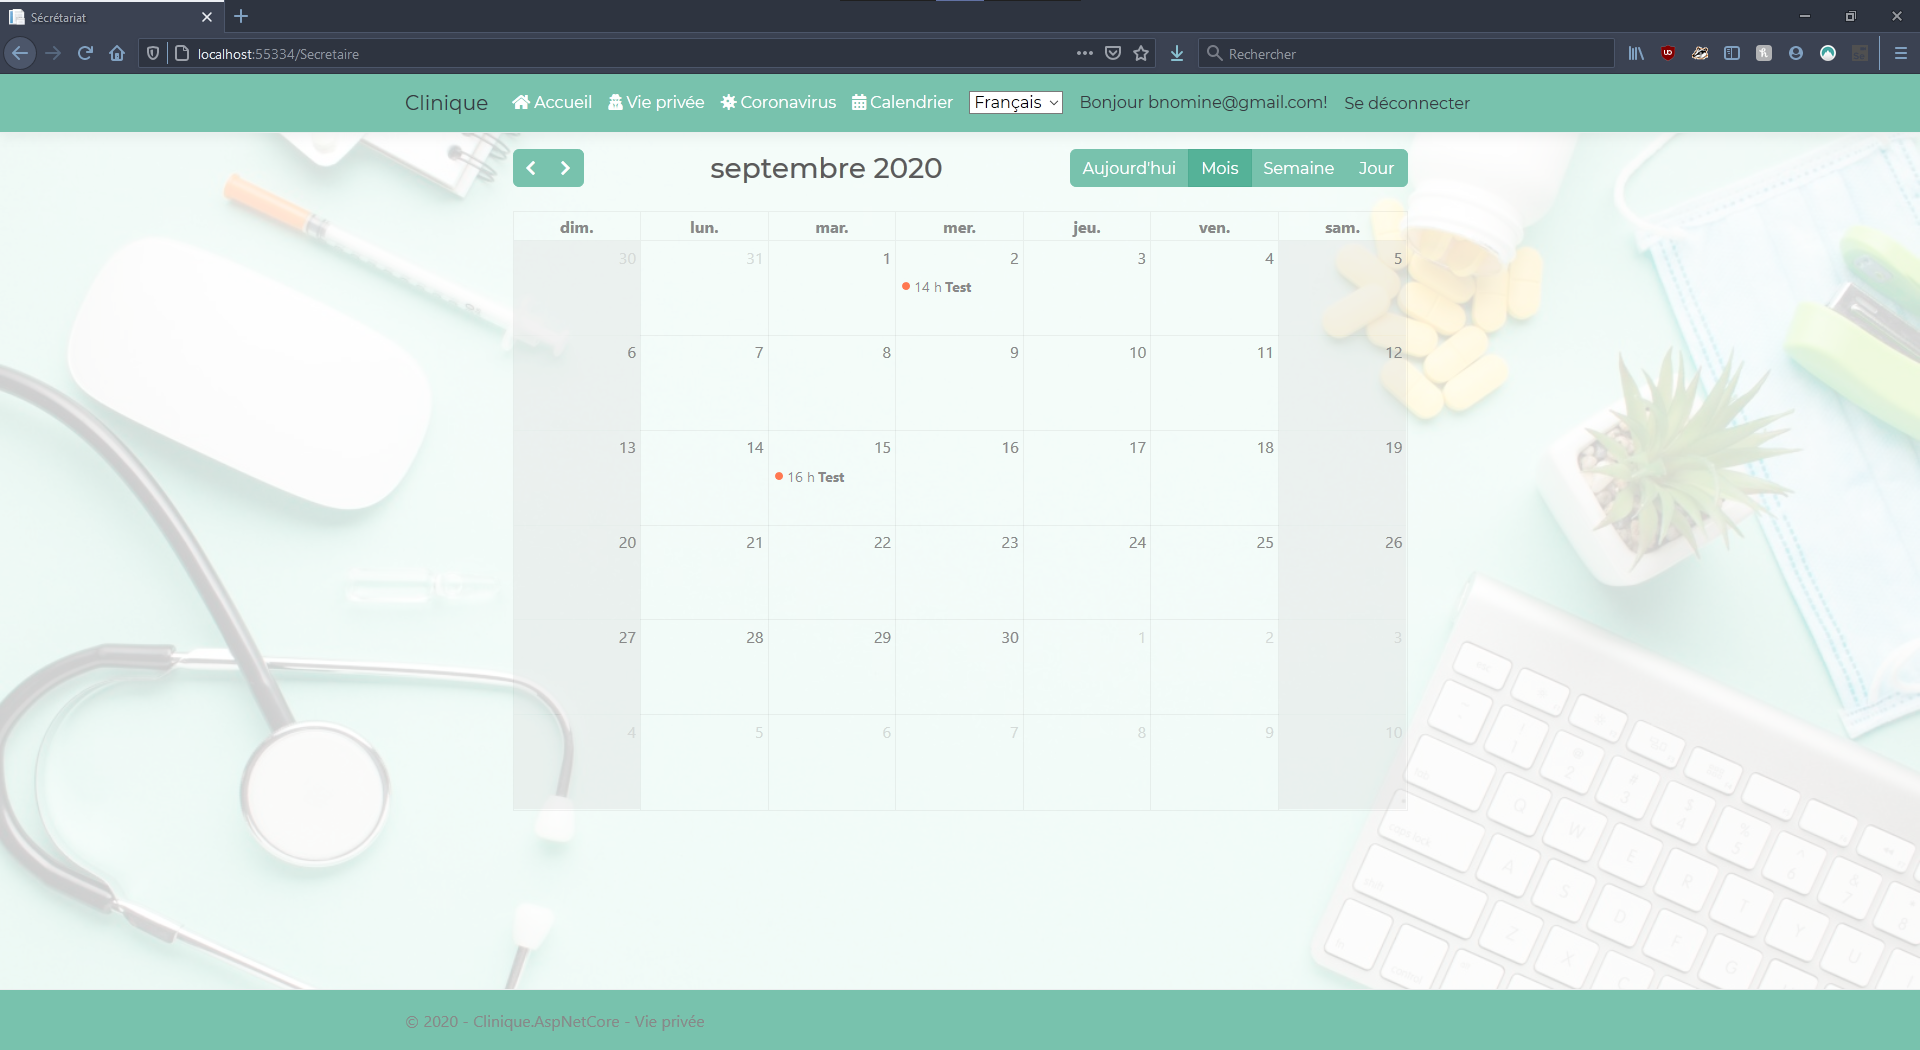 Sécrétariat
localhost:55334/Secretaire
Rechercher
Clinique Accueil Vie privée Coronavirus Calendrier Français Bonjour bnomine@gmail.com! Se déconnecter
septembre 2020
Aujourd'hui Mois Semaine Jour
dim. lun. mar. mer. jeu. ven. sam.
30 31 1 2 3 4 5
14 h Test
6 7 8 9 10 11 12
13 14 15 16 17 18 19
16 h Test
20 21 22 23 24 25 26
27 28 29 30 1 2 3
4 5 6 7 8 9 10
© 2020 - Clinique.AspNetCore - Vie privée